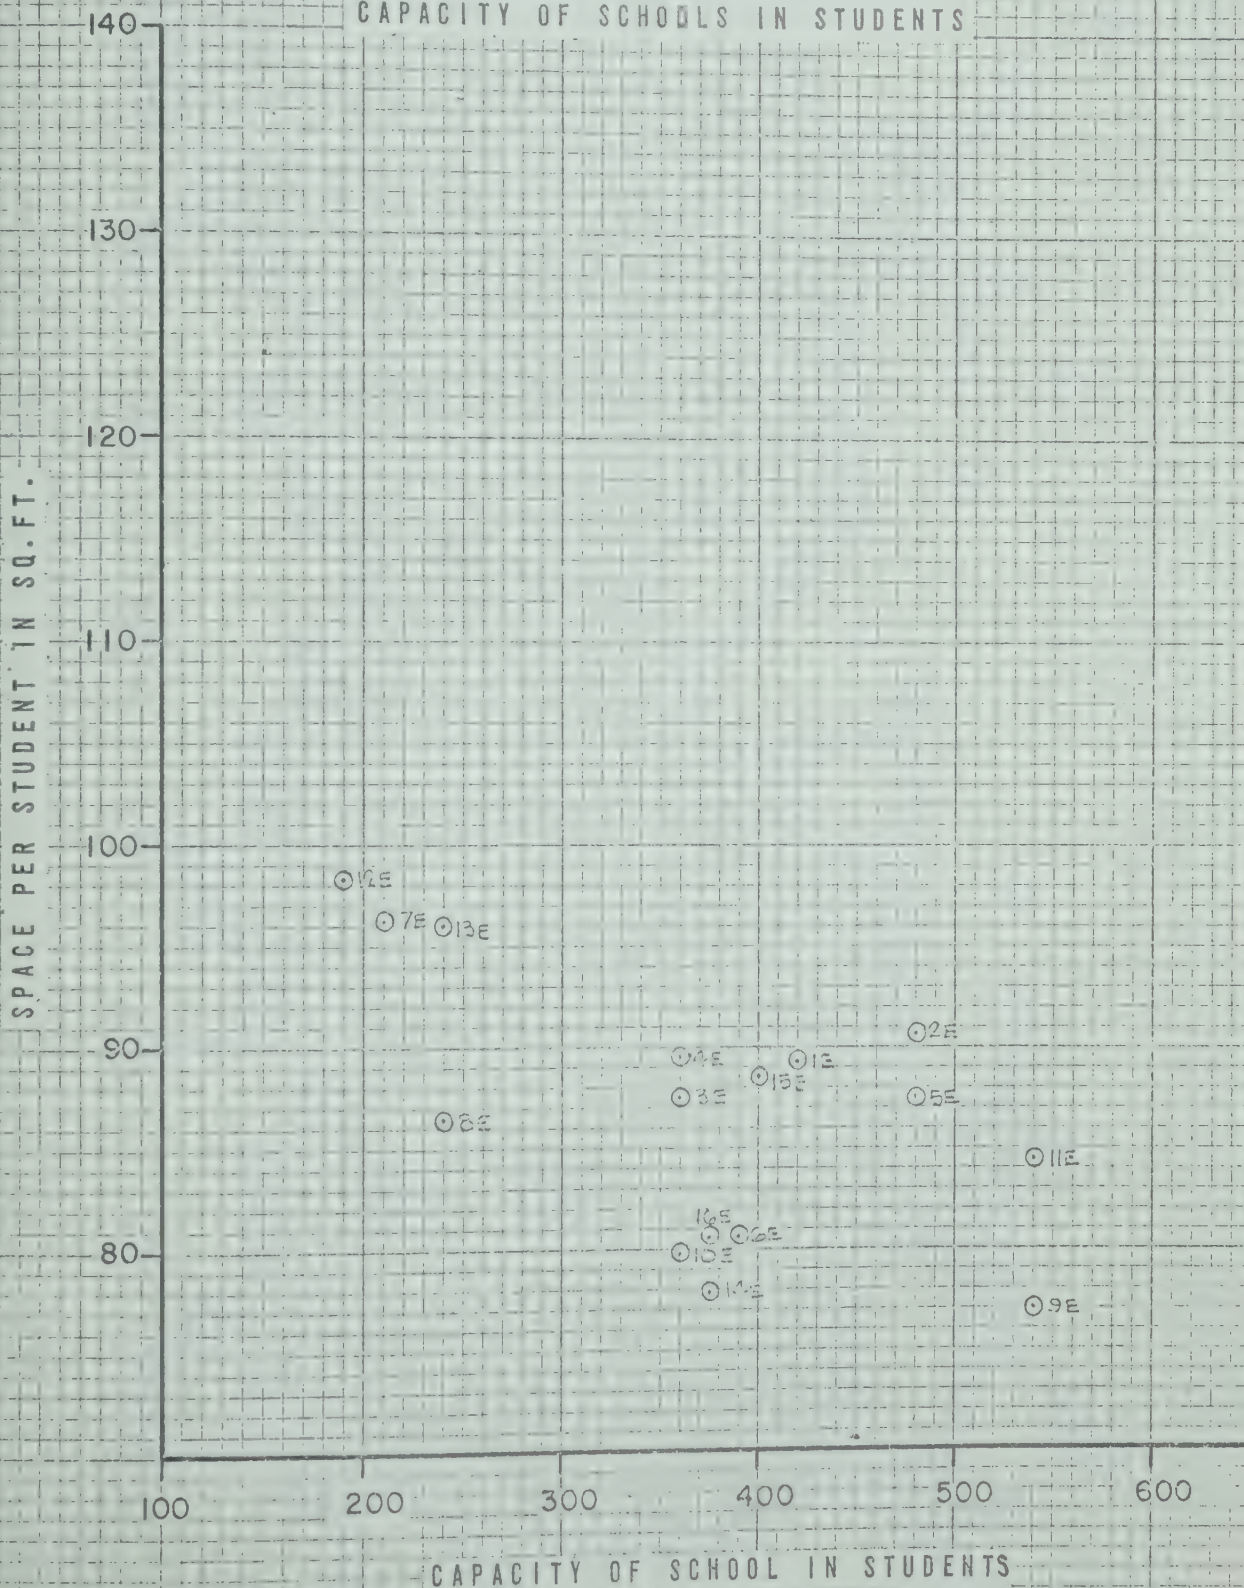 CAPACITY OF SCHOOLS IN STUDENTS
140
130
120
110
100
90
80
SPACE PER STUDENT IN SQ.FT.
12E
7E
13E
2E
4E
1E
15E
3E
5E
8E
11E
16E
6E
10E
14E
9E
100
200
300
400
500
600
CAPACITY OF SCHOOL IN STUDENTS